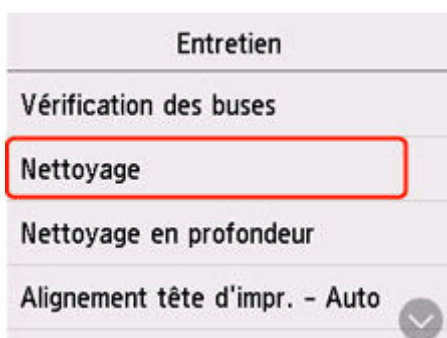 Entretien
Vérification des buses
Nettoyage
Nettoyage en profondeur
Alignement tête d'impr. - Auto